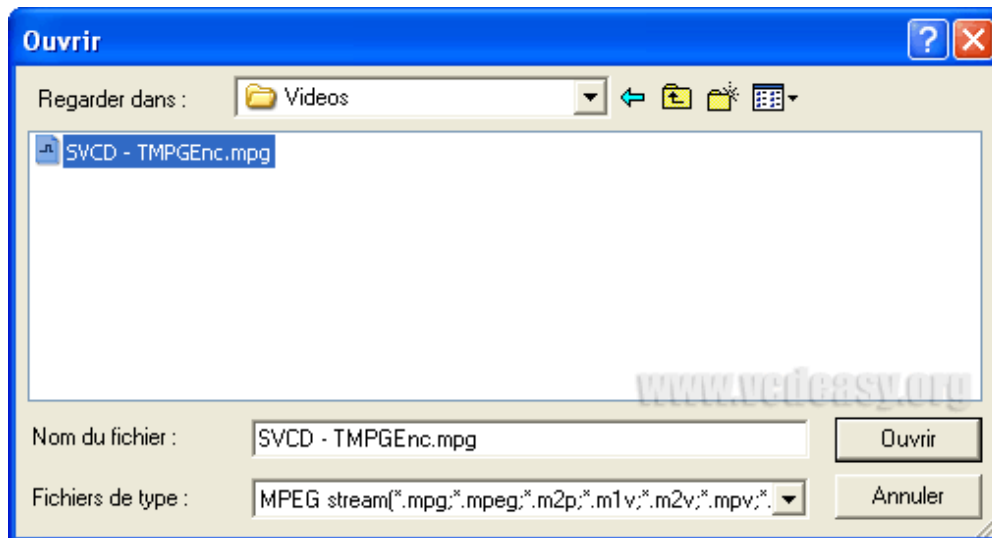 Ouvrir
Regarder dans :
Videos
SVCD - TMPGEnc.mpg
www.vcdeasy.org
Nom du fichier :
SVCD - TMPGEnc.mpg
Ouvrir
Fichiers de type :
MPEG stream(*.mpg;*.mpeg;*.m2p;*.m1v;*.m2v;*.mpv;*.
Annuler